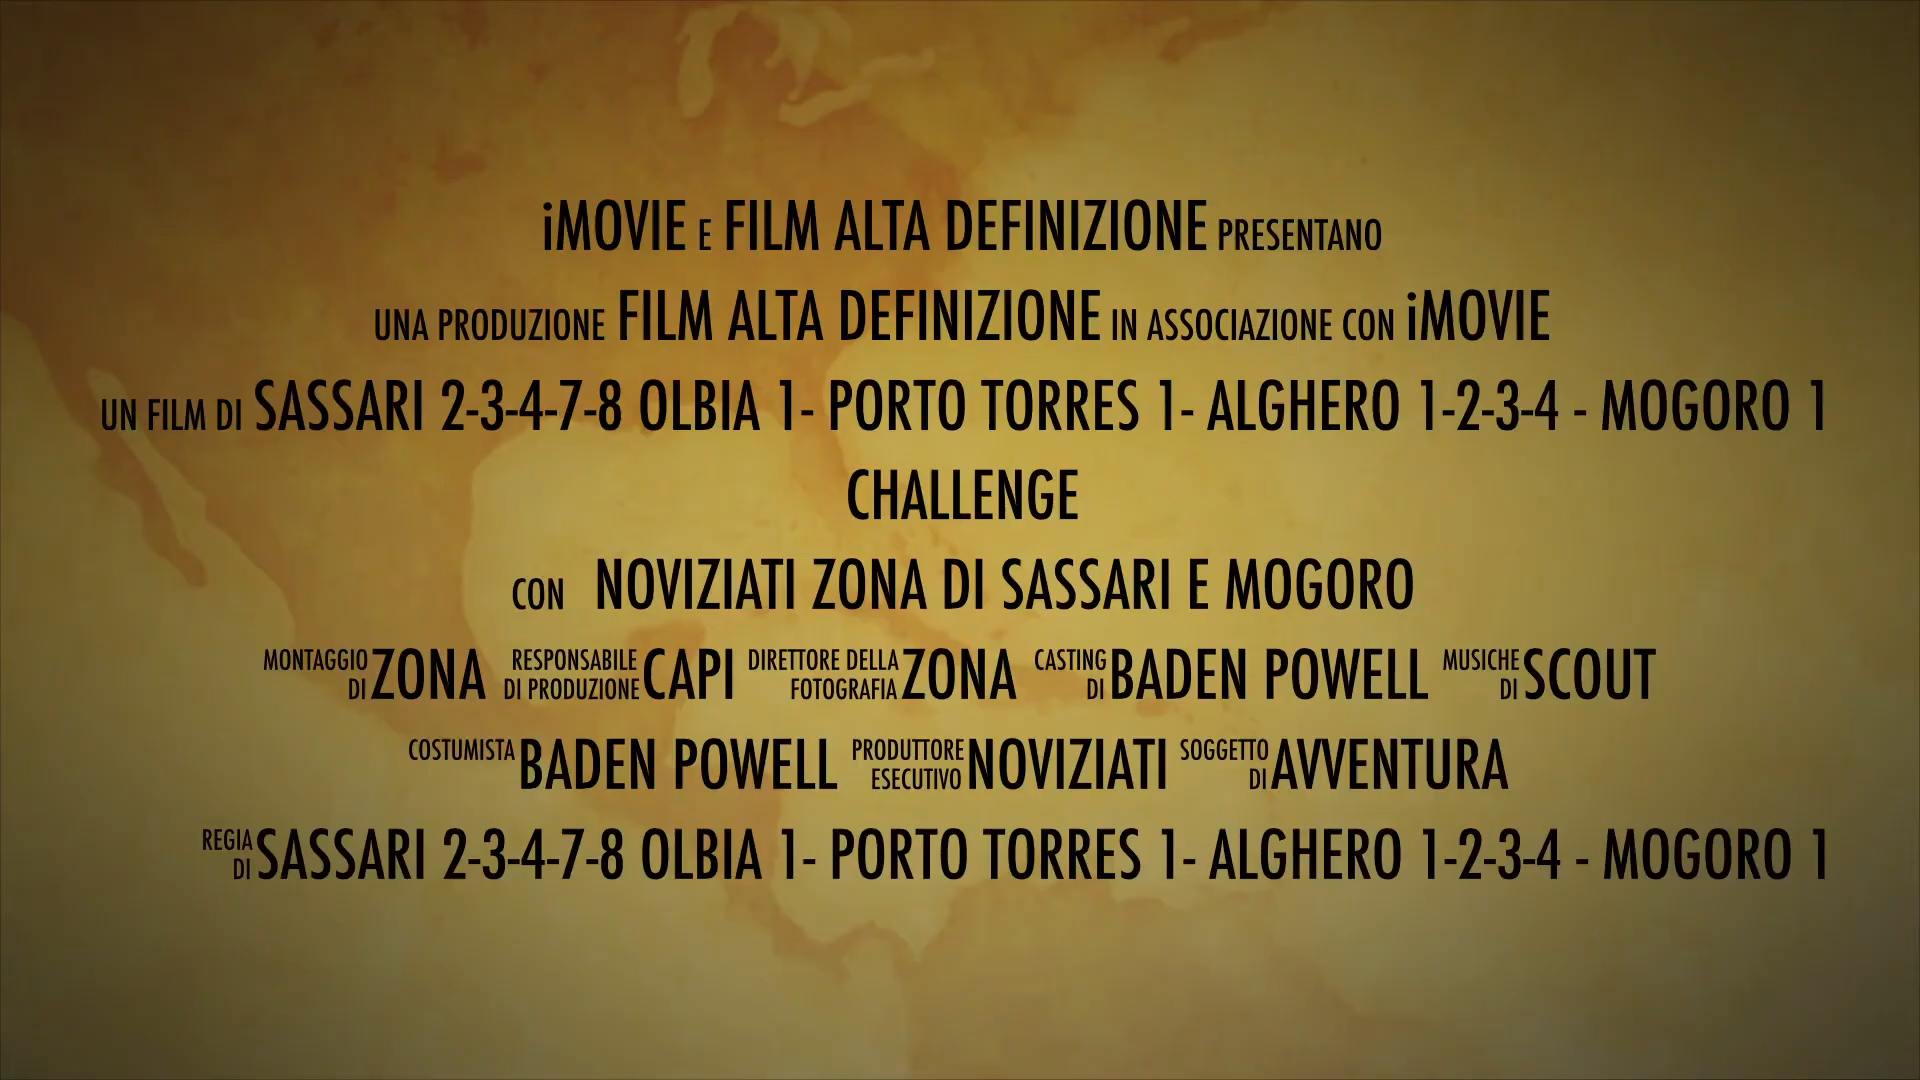 iMOVIE E FILM ALTA DEFINIZIONE PRESENTANO
UNA PRODUZIONE FILM ALTA DEFINIZIONE IN ASSOCIAZIONE CON iMOVIE
UN FILM DI SASSARI 2-3-4-7-8 OLBIA 1- PORTO TORRES 1- ALGHERO 1-2-3-4 - MOGORO 1
CHALLENGE
CON NOVIZIATI ZONA DI SASSARI E MOGORO
MONTAGGIO DI ZONA RESPONSABILE DI PRODUZIONE CAPI DIRETTORE DELLA FOTOGRAFIA ZONA CASTING DI BADEN POWELL MUSICHE DI SCOUT
COSTUMISTA BADEN POWELL PRODUTTORE ESECUTIVO NOVIZIATI SOGGETTO DI AVVENTURA
REGIA DI SASSARI 2-3-4-7-8 OLBIA 1- PORTO TORRES 1- ALGHERO 1-2-3-4 - MOGORO 1